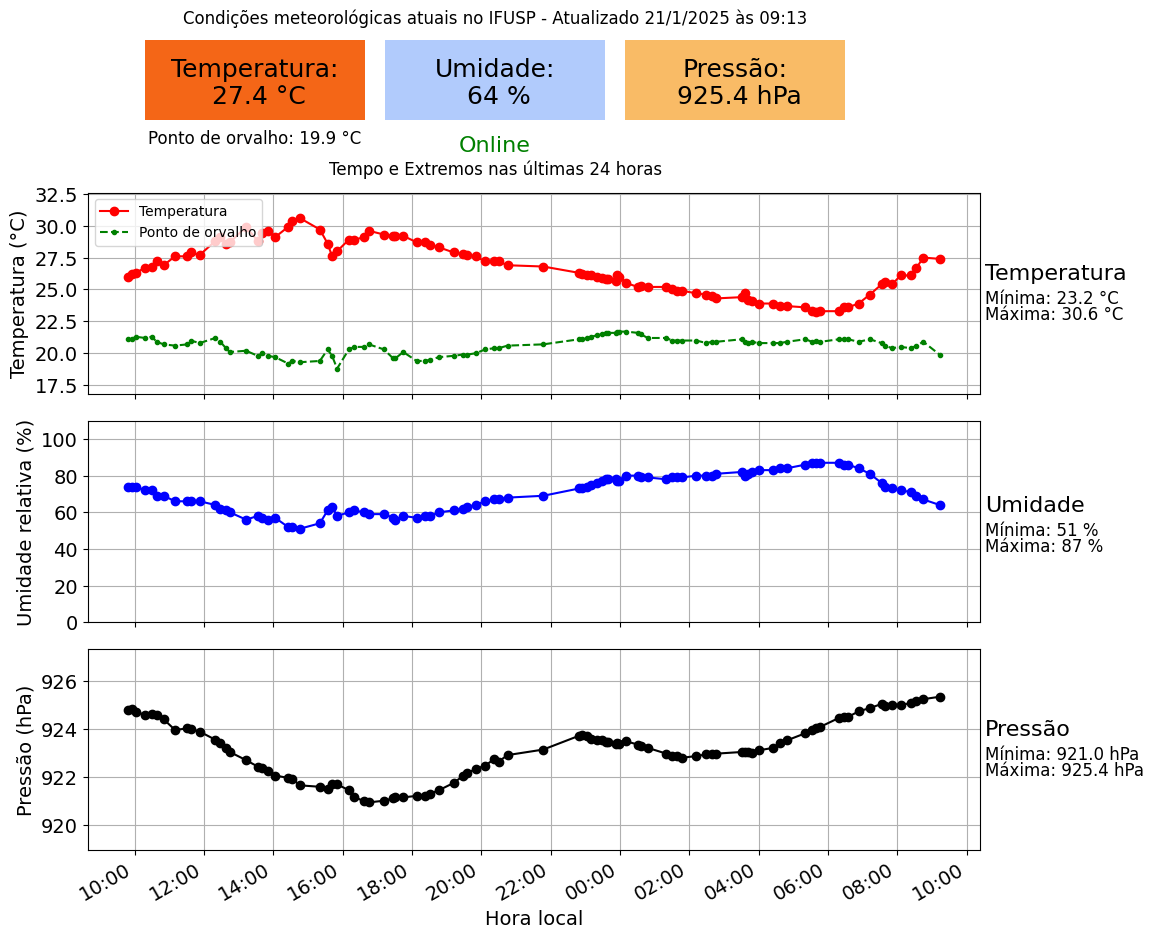 Condições meteorológicas atuais no IFUSP - Atualizado 21/1/2025 às 09:13
Temperatura:
27.4 °C
Umidade:
64 %
Pressão:
925.4 hPa
Ponto de orvalho: 19.9 °C
Online
Tempo e Extremos nas últimas 24 horas
Temperatura (°C)
32.5
30.0
27.5
25.0
22.5
20.0
17.5
Temperatura
Ponto de orvalho
Temperatura
Mínima: 23.2 °C
Máxima: 30.6 °C
Umidade relativa (%)
100
80
60
40
20
0
Umidade
Mínima: 51 %
Máxima: 87 %
Pressão (hPa)
926
924
922
920
Pressão
Mínima: 921.0 hPa
Máxima: 925.4 hPa
10:00 12:00 14:00 16:00 18:00 20:00 22:00 00:00 02:00 04:00 06:00 08:00 10:00
Hora local